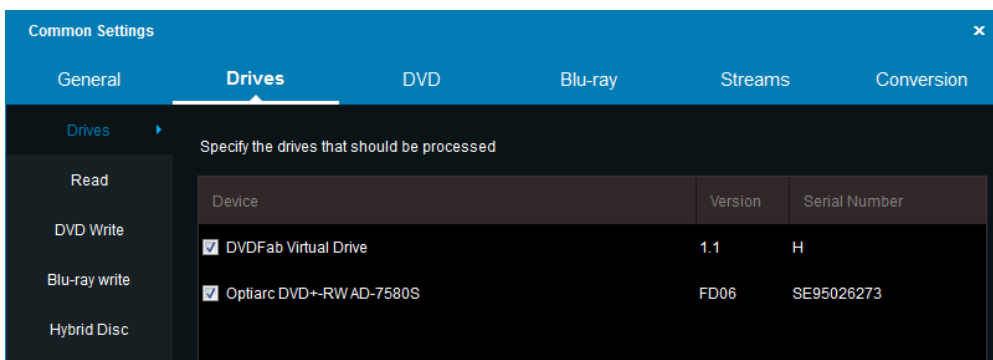 Common Settings x
General Drives DVD Blu-ray Streams Conversion
Drives
Specify the drives that should be processed
Read
Device Version Serial Number
DVD Write
DVDFab Virtual Drive 1.1 H
Blu-ray write
Optiarc DVD+-RW AD-7580S FD06 SE95026273
Hybrid Disc